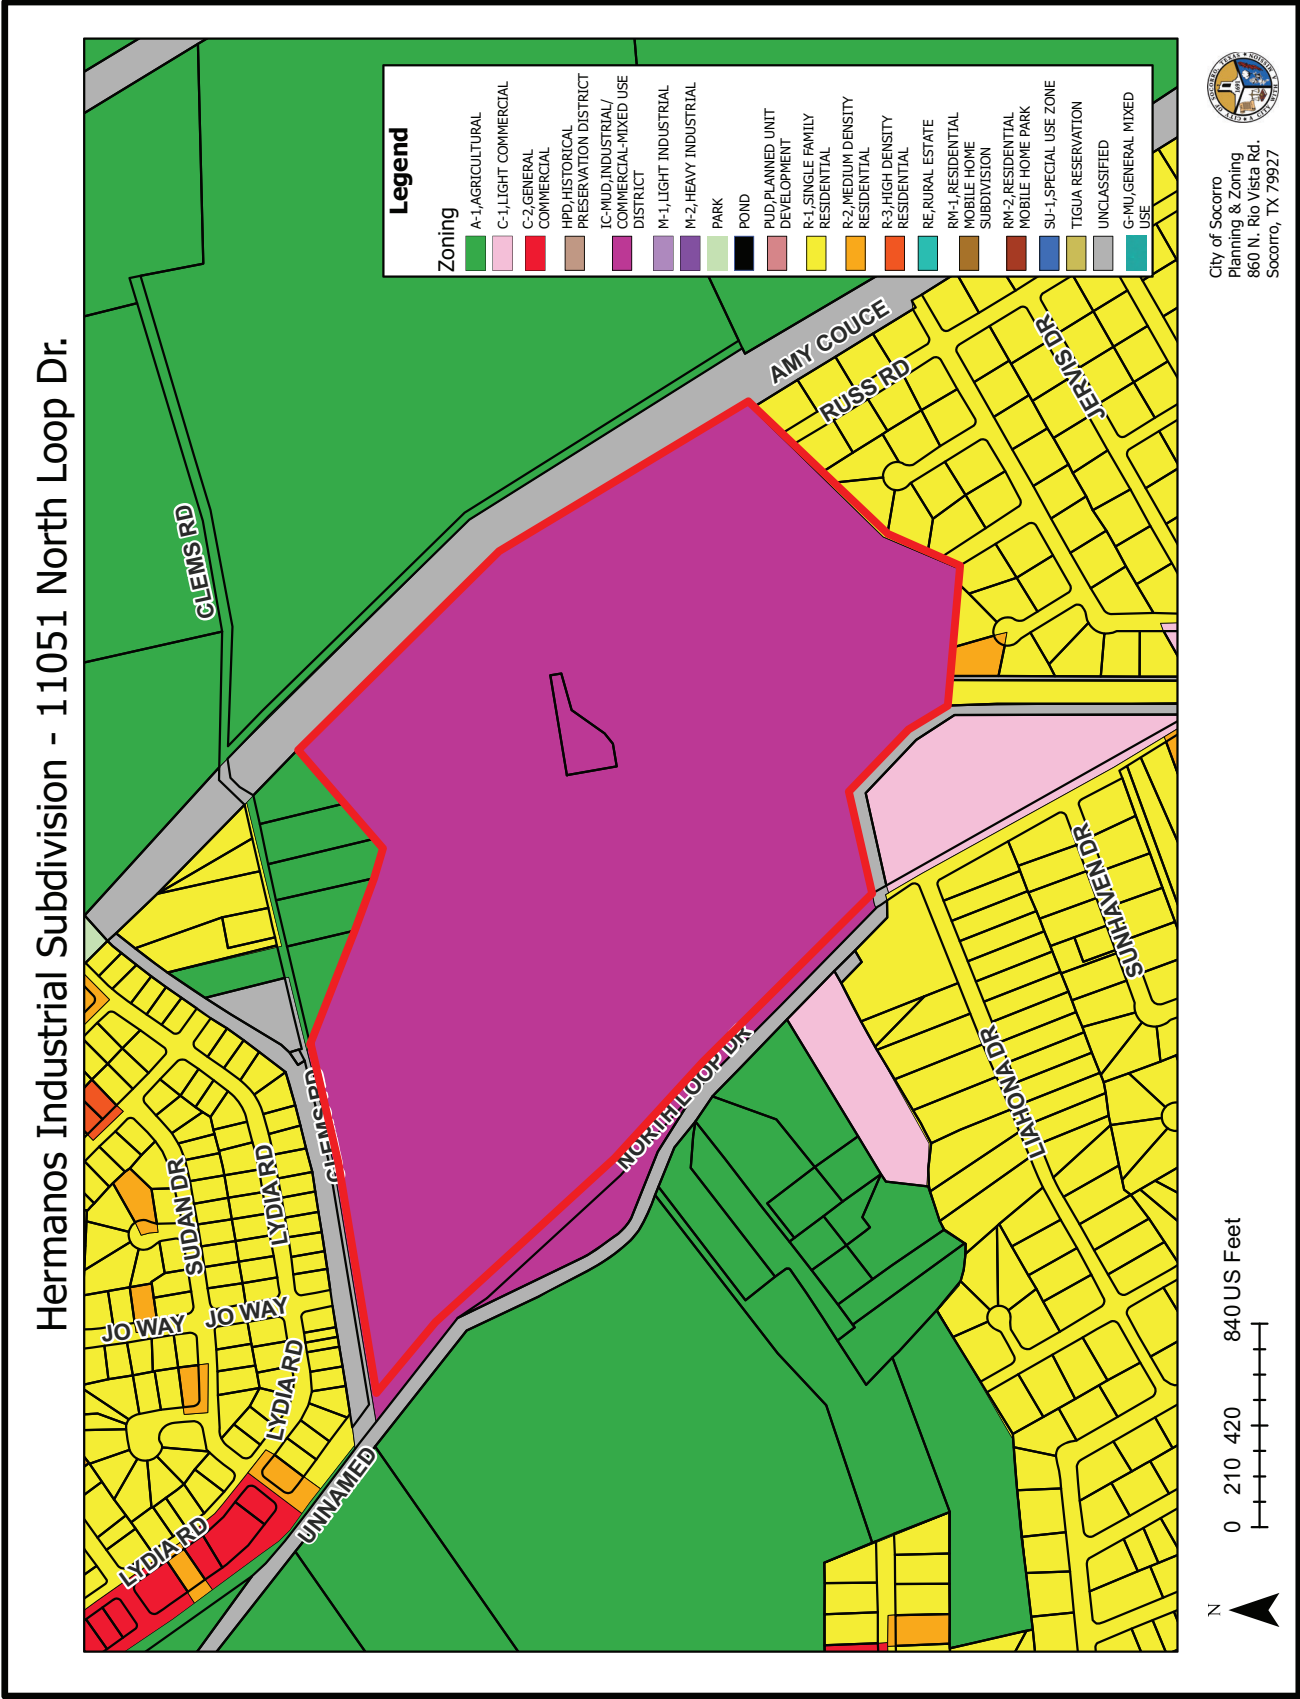 Hermanos Industrial Subdivision - 11051 North Loop Dr.
CLEMS RD
AMY COUCE
RUSS RD
JERVIS DR
CLEMS RD
NORTH LOOP DR
SUDAN DR
LYDIA RD
JO WAY
JO WAY
LYDIA RD
LYDIA RD
UNNAMED
LIAHONA DR
SUNHAVEN DR
Legend
Zoning
A-1,AGRICULTURAL
C-1,LIGHT COMMERCIAL
C-2,GENERAL
COMMERCIAL
HPD,HISTORICAL
PRESERVATION DISTRICT
IC-MUD,INDUSTRIAL/
COMMERCIAL-MIXED USE
DISTRICT
M-1,LIGHT INDUSTRIAL
M-2,HEAVY INDUSTRIAL
PARK
POND
PUD,PLANNED UNIT
DEVELOPMENT
R-1,SINGLE FAMILY
RESIDENTIAL
R-2,MEDIUM DENSITY
RESIDENTIAL
R-3,HIGH DENSITY
RESIDENTIAL
RE,RURAL ESTATE
RM-1,RESIDENTIAL
MOBILE HOME
SUBDIVISION
RM-2,RESIDENTIAL
MOBILE HOME PARK
SU-1,SPECIAL USE ZONE
TIGUA RESERVATION
UNCLASSIFIED
G-MU,GENERAL MIXED
USE
N
0 210 420 840 US Feet
City of Socorro
Planning & Zoning
860 N. Rio Vista Rd.
Socorro, TX 79927